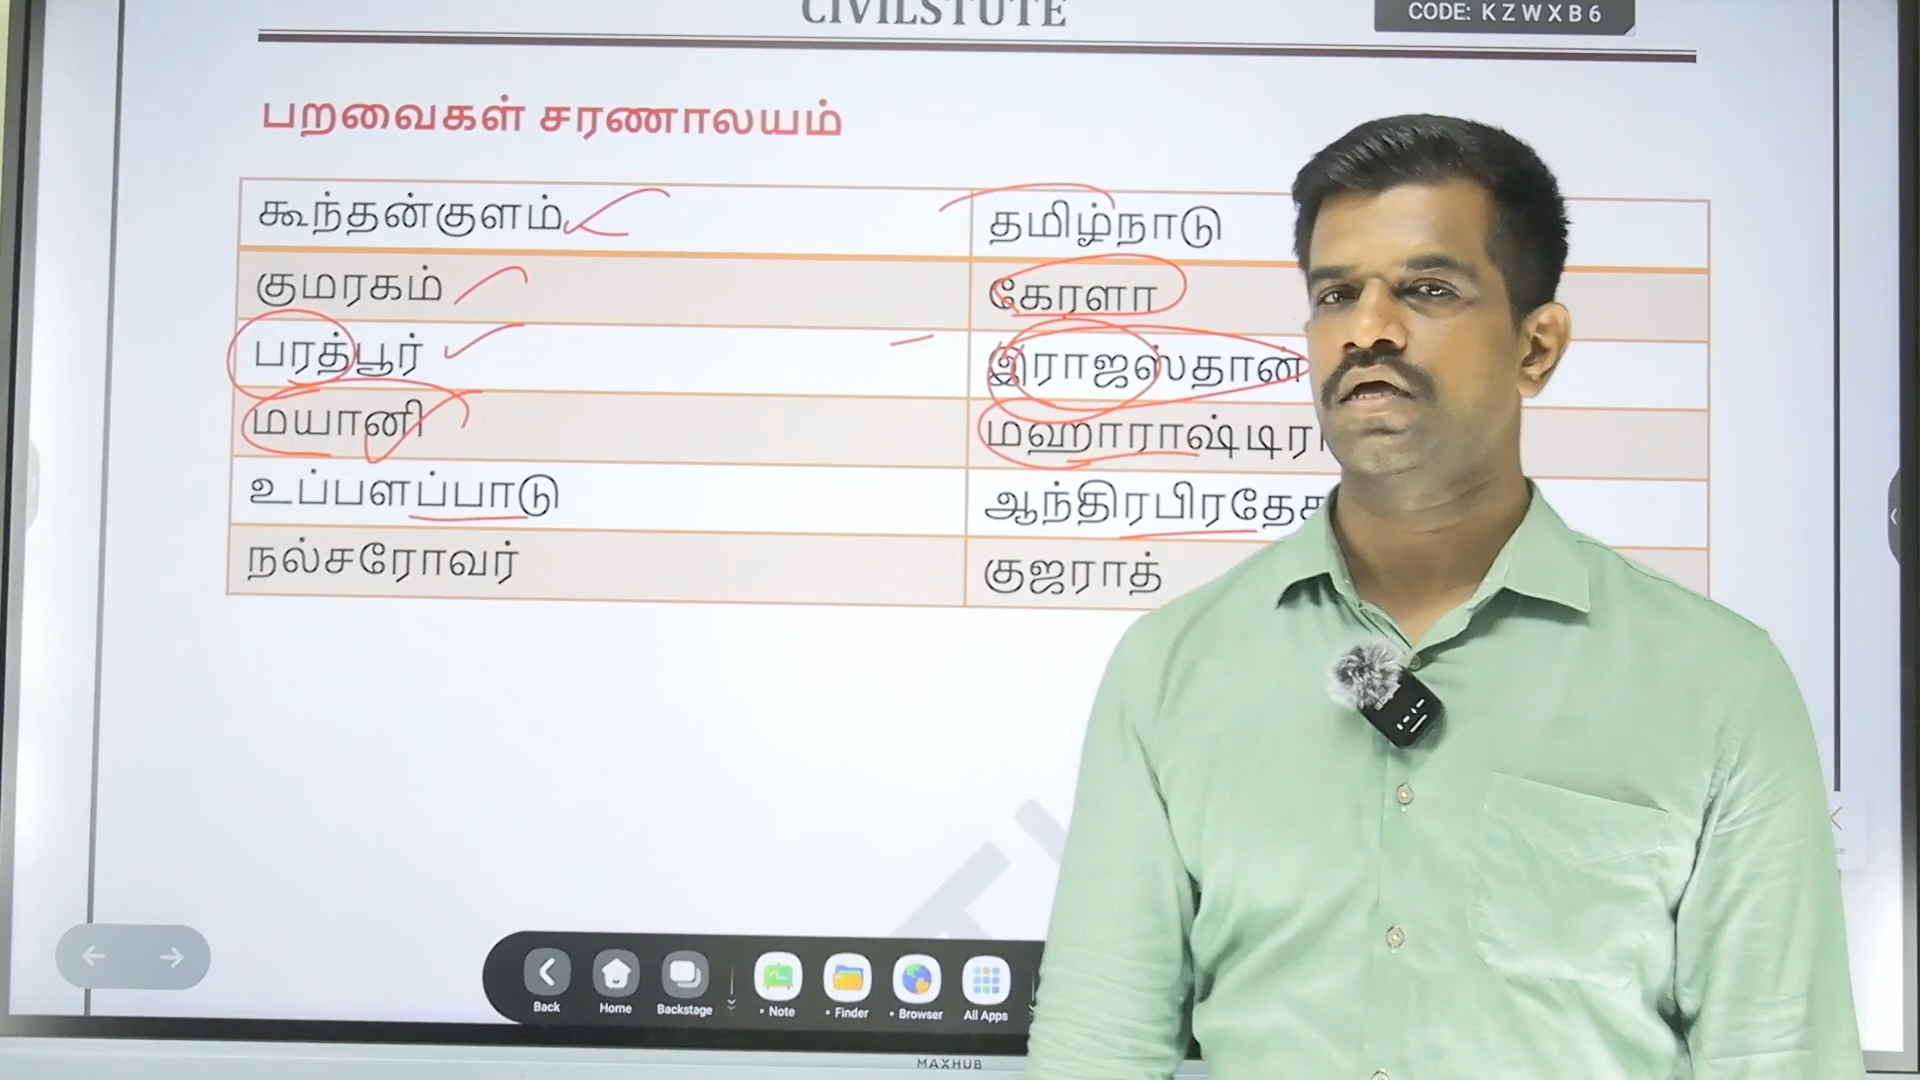 CIVILSTUTE
CODE: KZWXB6
பறவைகள் சரணாலயம்
கூந்தன்குளம் தமிழ்நாடு
குமரகம் கேரளா
பரத்பூர் இராஜஸ்தான்
மயானி மஹாராஷ்டிரா
உப்பளப்பாடு
நல்சரோவர் குஜராத்
Back Home Backstage Note Finder Browser All Apps
MAXHUB